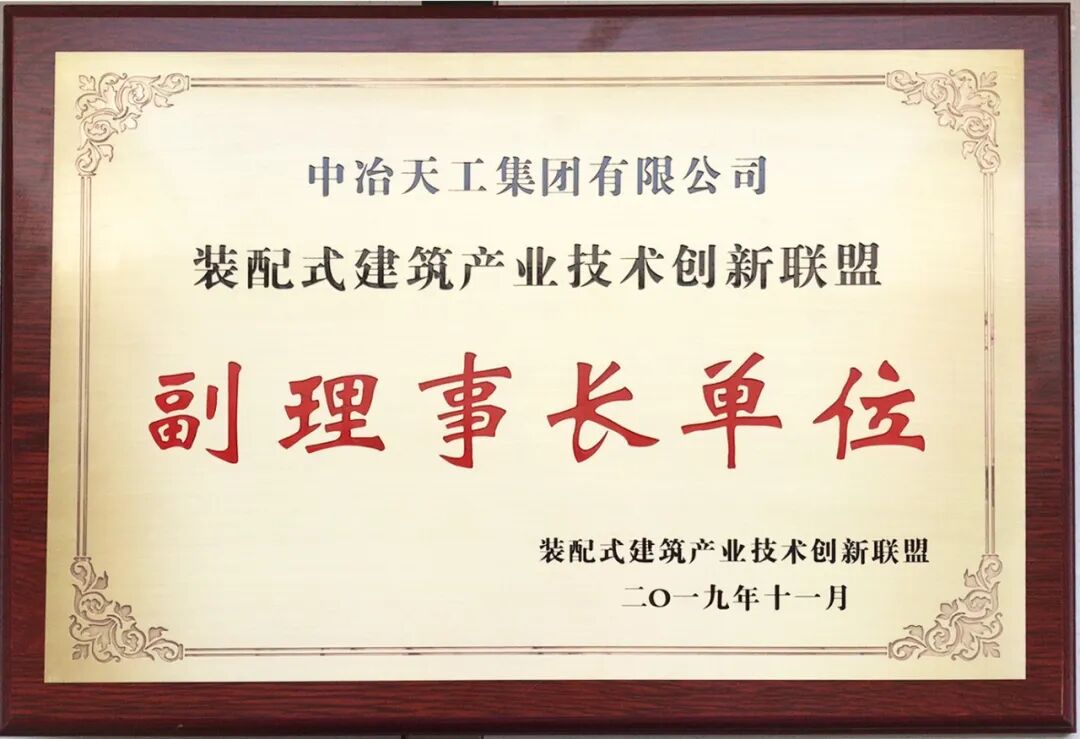 中冶天工集团有限公司
装配式建筑产业技术创新联盟
副理事长单位
装配式建筑产业技术创新联盟
二〇一九年十一月